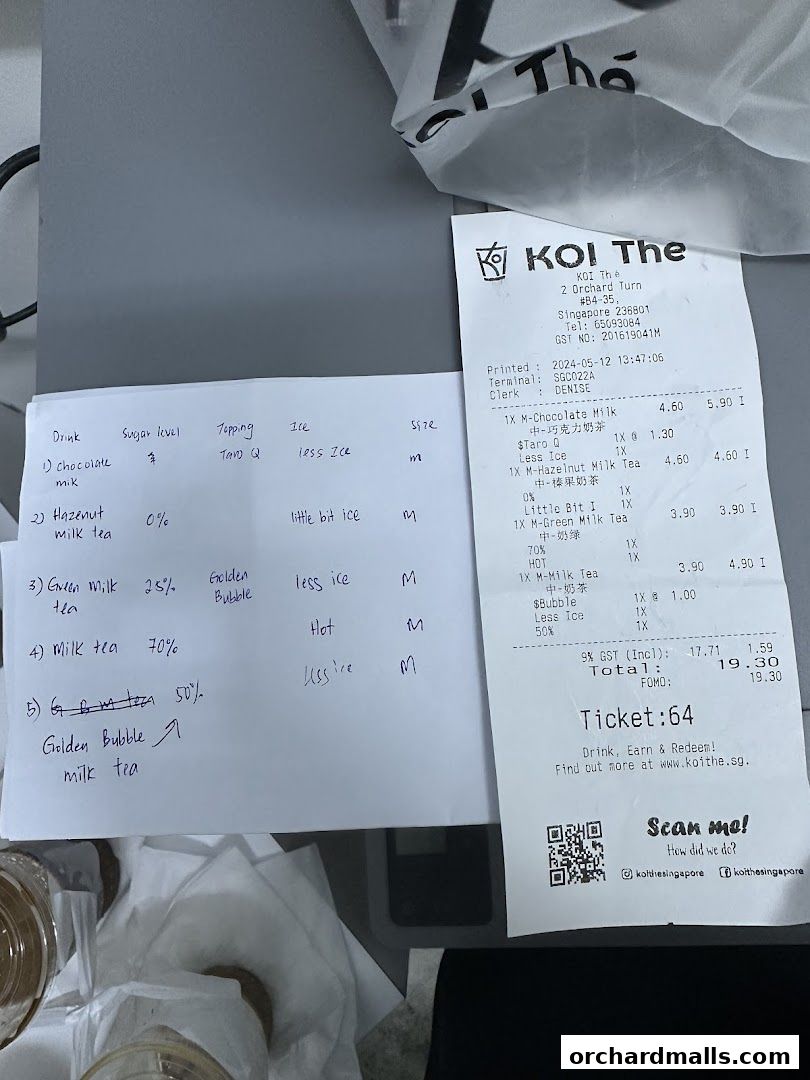 KOI Thé
KOI Thé
KOI Thé
2 Orchard Turn
#B4-35,
Singapore 238801
Tel: 65093084
GST NO: 201619041M
Printed : 2024-05-12 13:47:06
Terminal: SGC022A
Clerk : DENISE
1X M-Chocolate Milk 4.60 5.90 I
中-巧克力奶茶
$Taro Q 1X @ 1.30
Less Ice 1X
1X M-Hazelnut Milk Tea 4.60 4.60 I
中-榛果奶茶
0% 1X
Little Bit I 1X
1X M-Green Milk Tea 3.90 3.90 I
中-奶绿
70% 1X
HOT 1X
1X M-Milk Tea 3.90 4.90 I
中-奶茶
$Bubble 1X @ 1.00
Less Ice 1X
50% 1X
9% GST (Incl): 17.71 1.59
Total: 19.30
FOMO: 19.30
Ticket:64
Drink, Earn & Redeem!
Find out more at www.koithe.sg.
Scan me!
How did we do?
koithesingapore koithesingapore
Drink Sugar level Topping Ice Size
1) Chocolate Taro Q less Ice m
mik
2) Hazenut 0% little bit ice M
milk tea
3) Green milk 25% Golden less ice M
tea Bubble
4) Milk tea 70% Hot M
5) G B m tea 50% Less ice M
Golden Bubble
milk tea
orchardmalls.com